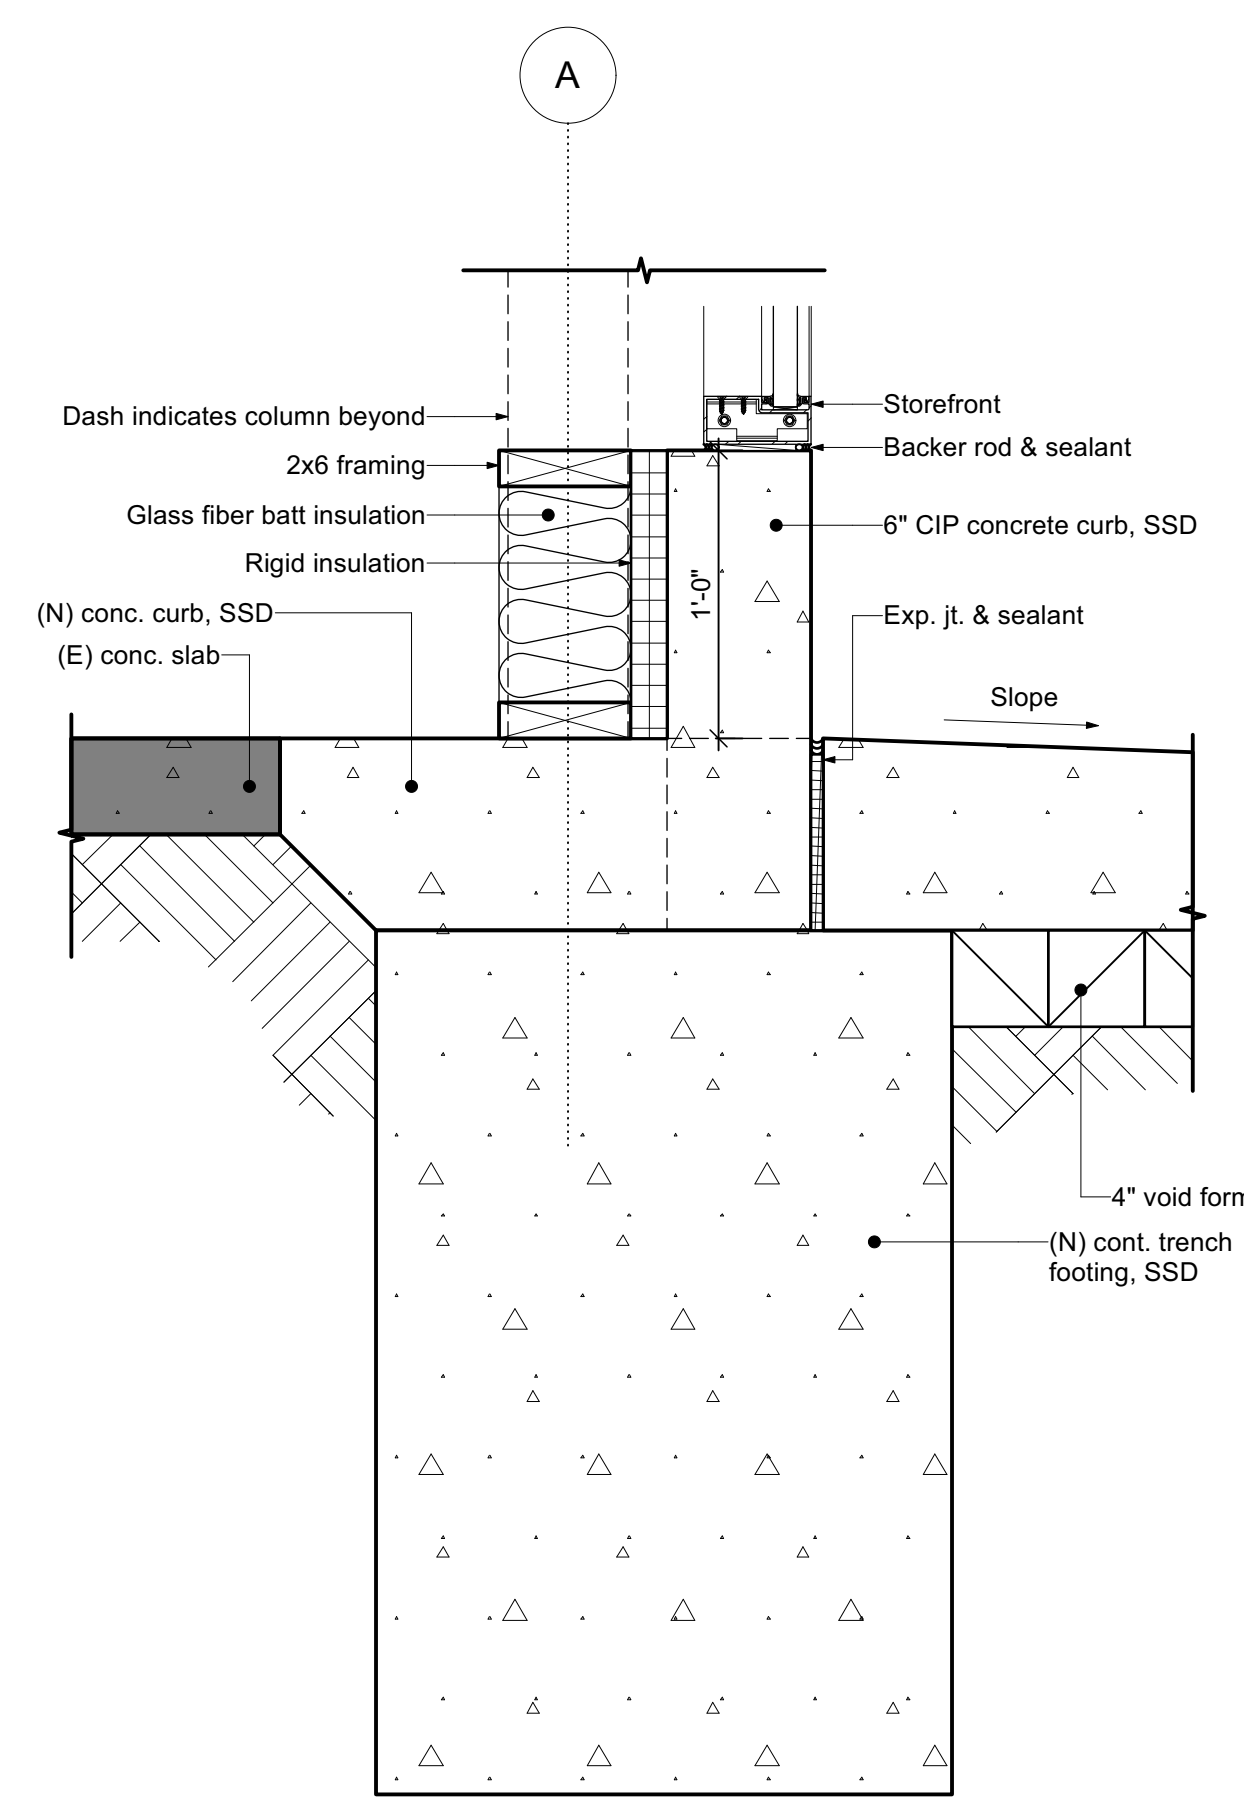 A
Dash indicates column beyond
Storefront
Backer rod & sealant
2x6 framing
Glass fiber batt insulation
6" CIP concrete curb, SSD
Rigid insulation
1'-0"
(N) conc. curb, SSD
Exp. jt. & sealant
(E) conc. slab
Slope
4" void form
(N) cont. trench
footing, SSD